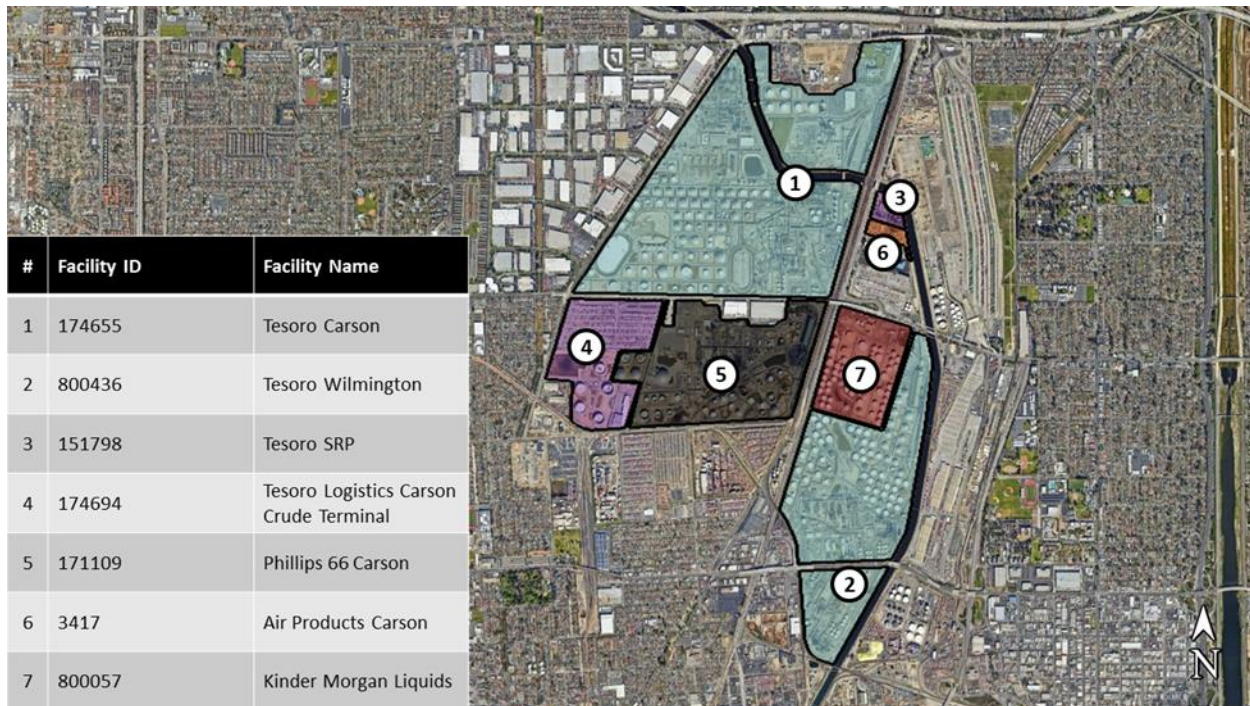 # Facility ID Facility Name
1 174655 Tesoro Carson
2 800436 Tesoro Wilmington
3 151798 Tesoro SRP
4 174694 Tesoro Logistics Carson
Crude Terminal
5 171109 Phillips 66 Carson
6 3417 Air Products Carson
7 800057 Kinder Morgan Liquids
1
3
6
4
5
7
2
N